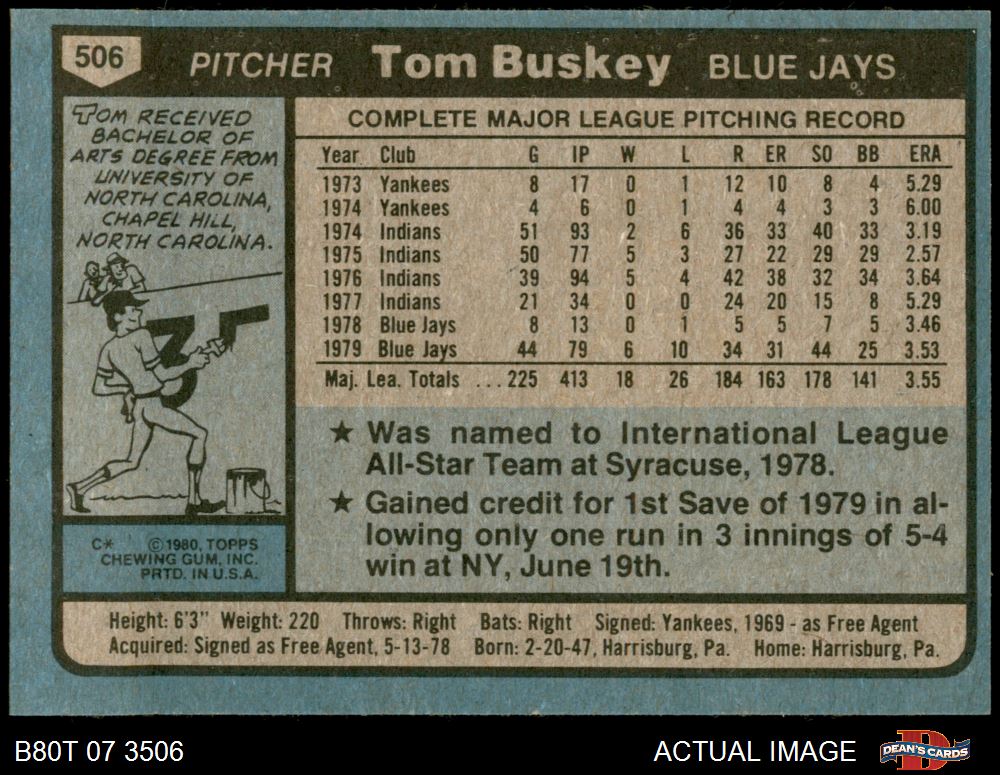 506 PITCHER Tom Buskey BLUE JAYS
TOM RECEIVED
BACHELOR OF
ARTS DEGREE FROM
UNIVERSITY OF
NORTH CAROLINA,
CHAPEL HILL,
NORTH CAROLINA.
C* © 1980, TOPPS
CHEWING GUM, INC.
PRTD. IN U.S.A.
COMPLETE MAJOR LEAGUE PITCHING RECORD
Year Club G IP W L R ER SO BB ERA
1973 Yankees 8 17 0 1 12 10 8 4 5.29
1974 Yankees 4 6 0 1 4 4 3 3 6.00
1974 Indians 51 93 2 6 36 33 40 33 3.19
1975 Indians 50 77 5 3 27 22 29 29 2.57
1976 Indians 39 94 5 4 42 38 32 34 3.64
1977 Indians 21 34 0 0 24 20 15 8 5.29
1978 Blue Jays 8 13 0 1 5 5 7 5 3.46
1979 Blue Jays 44 79 6 10 34 31 44 25 3.53
Maj. Lea. Totals ... 225 413 18 26 184 163 178 141 3.55
★ Was named to International League
All-Star Team at Syracuse, 1978.
★ Gained credit for 1st Save of 1979 in al-
lowing only one run in 3 innings of 5-4
win at NY, June 19th.
Height: 6'3" Weight: 220 Throws: Right Bats: Right Signed: Yankees, 1969 - as Free Agent
Acquired: Signed as Free Agent, 5-13-78 Born: 2-20-47, Harrisburg, Pa. Home: Harrisburg, Pa.
B80T 07 3506 ACTUAL IMAGE DEAN'S CARDS